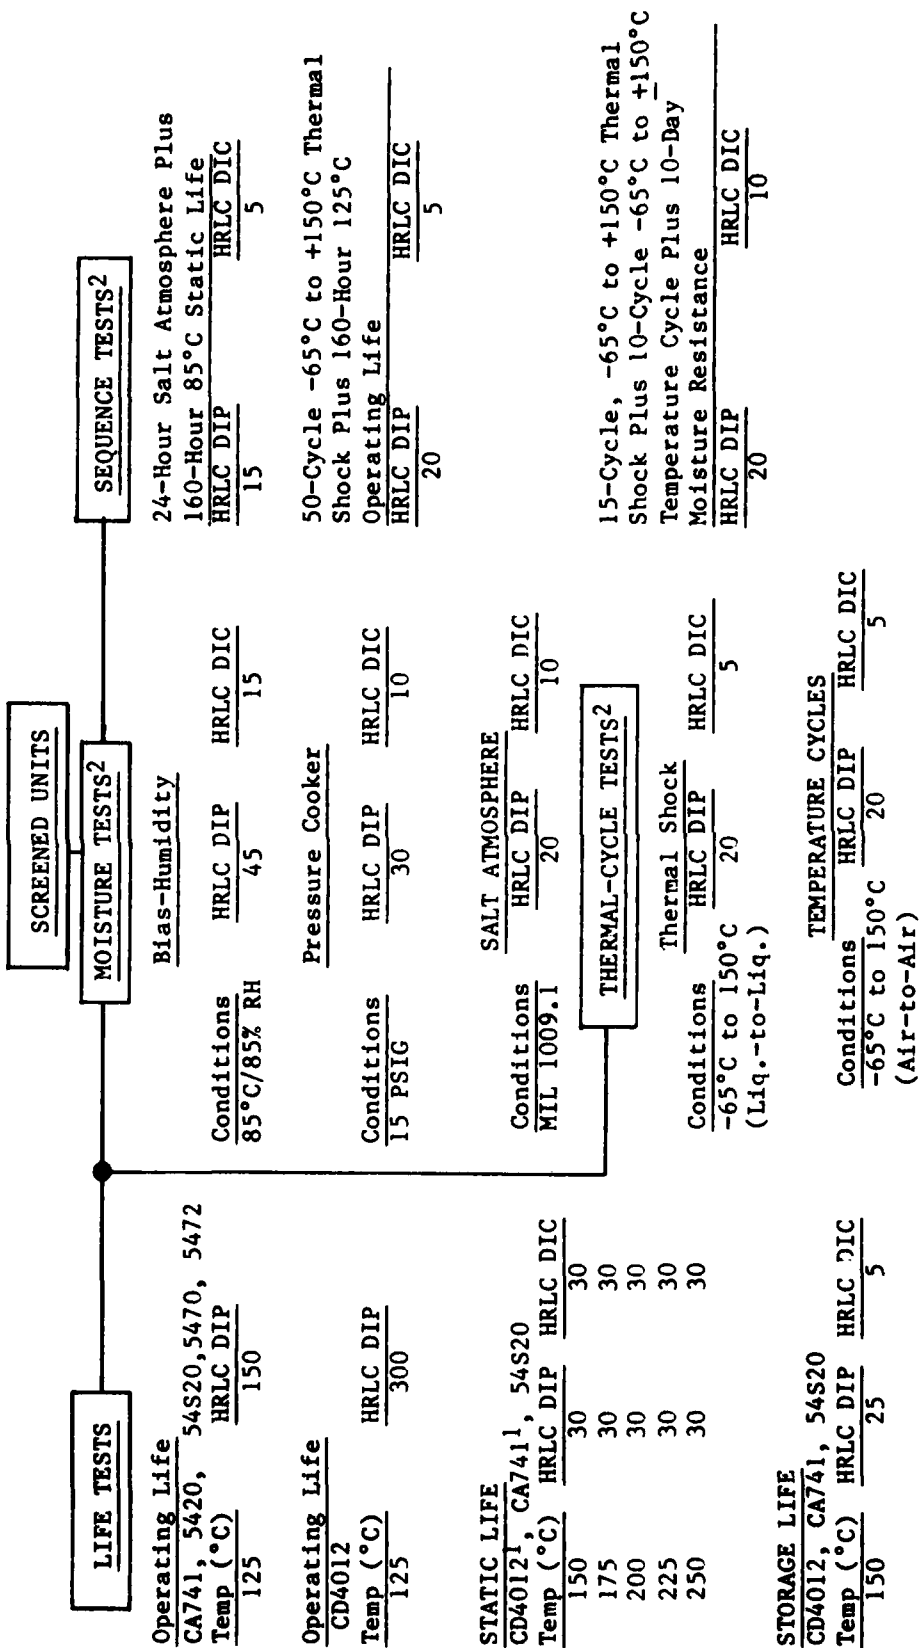 SCREENED UNITS
LIFE TESTS
Operating Life
CA741, 5420, 54S20,5470, 5472
Temp (°C) HRLC DIP
125 150
Operating Life
CD4012
Temp (°C) HRLC DIP
125 300
STATIC LIFE
CD4012¹, CA741¹, 54S20
Temp (°C) HRLC DIP HRLC DIC
150 30 30
175 30 30
200 30 30
225 30 30
250 30 30
STORAGE LIFE
CD4012, CA741, 54S20
Temp (°C) HRLC DIP HRLC DIC
150 25 5
MOISTURE TESTS²
Bias-Humidity
Conditions HRLC DIP HRLC DIC
85°C/85% RH 45 15
Pressure Cooker
Conditions HRLC DIP HRLC DIC
15 PSIG 30 10
SALT ATMOSPHERE
Conditions HRLC DIP HRLC DIC
MIL 1009.1 20 10
THERMAL-CYCLE TESTS²
Thermal Shock
Conditions HRLC DIP HRLC DIC
-65°C to 150°C 20 5
(Liq.-to-Liq.)
TEMPERATURE CYCLES
Conditions HRLC DIP HRLC DIC
-65°C to 150°C 20 5
(Air-to-Air)
SEQUENCE TESTS²
24-Hour Salt Atmosphere Plus
160-Hour 85°C Static Life
HRLC DIP HRLC DIC
15 5
50-Cycle -65°C to +150°C Thermal
Shock Plus 160-Hour 125°C
Operating Life
HRLC DIP HRLC DIC
20 5
15-Cycle, -65°C to +150°C Thermal
Shock Plus 10-Cycle -65°C to +150°C
Temperature Cycle Plus 10-Day
Moisture Resistance
HRLC DIP HRLC DIC
20 10